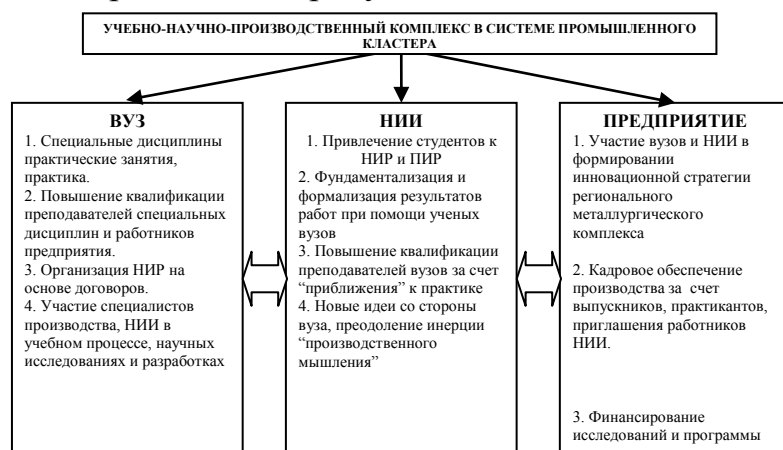 УЧЕБНО-НАУЧНО-ПРОИЗВОДСТВЕННЫЙ КОМПЛЕКС В СИСТЕМЕ ПРОМЫШЛЕННОГО
КЛАСТЕРА
ВУЗ
1. Специальные дисциплины
практические занятия,
практика.
2. Повышение квалификации
преподавателей специальных
дисциплин и работников
предприятия.
3. Организация НИР на
основе договоров.
4. Участие специалистов
производства, НИИ в
учебном процессе, научных
исследованиях и разработках
НИИ
1. Привлечение студентов к
НИР и ПИР
2. Фундаментализация и
формализация результатов
работ при помощи ученых
вузов
3. Повышение квалификации
преподавателей вузов за счет
“приближения” к практике
4. Новые идеи со стороны
вуза, преодоление инерции
“производственного
мышления”
ПРЕДПРИЯТИЕ
1. Участие вузов и НИИ в
формировании
инновационной стратегии
регионального
металлургического
комплекса
2. Кадровое обеспечение
производства за счет
выпускников, практикантов,
приглашения работников
НИИ.
3. Финансирование
исследований и программы